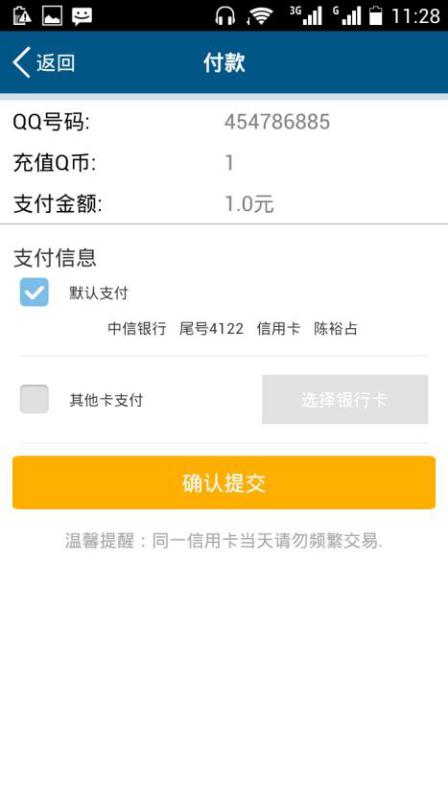 3G G 11:28
返回 付款
QQ号码: 454786885
充值Q币: 1
支付金额: 1.0元
支付信息
默认支付
中信银行 尾号4122 信用卡 陈裕占
其他卡支付 选择银行卡
确认提交
温馨提醒：同一信用卡当天请勿频繁交易.